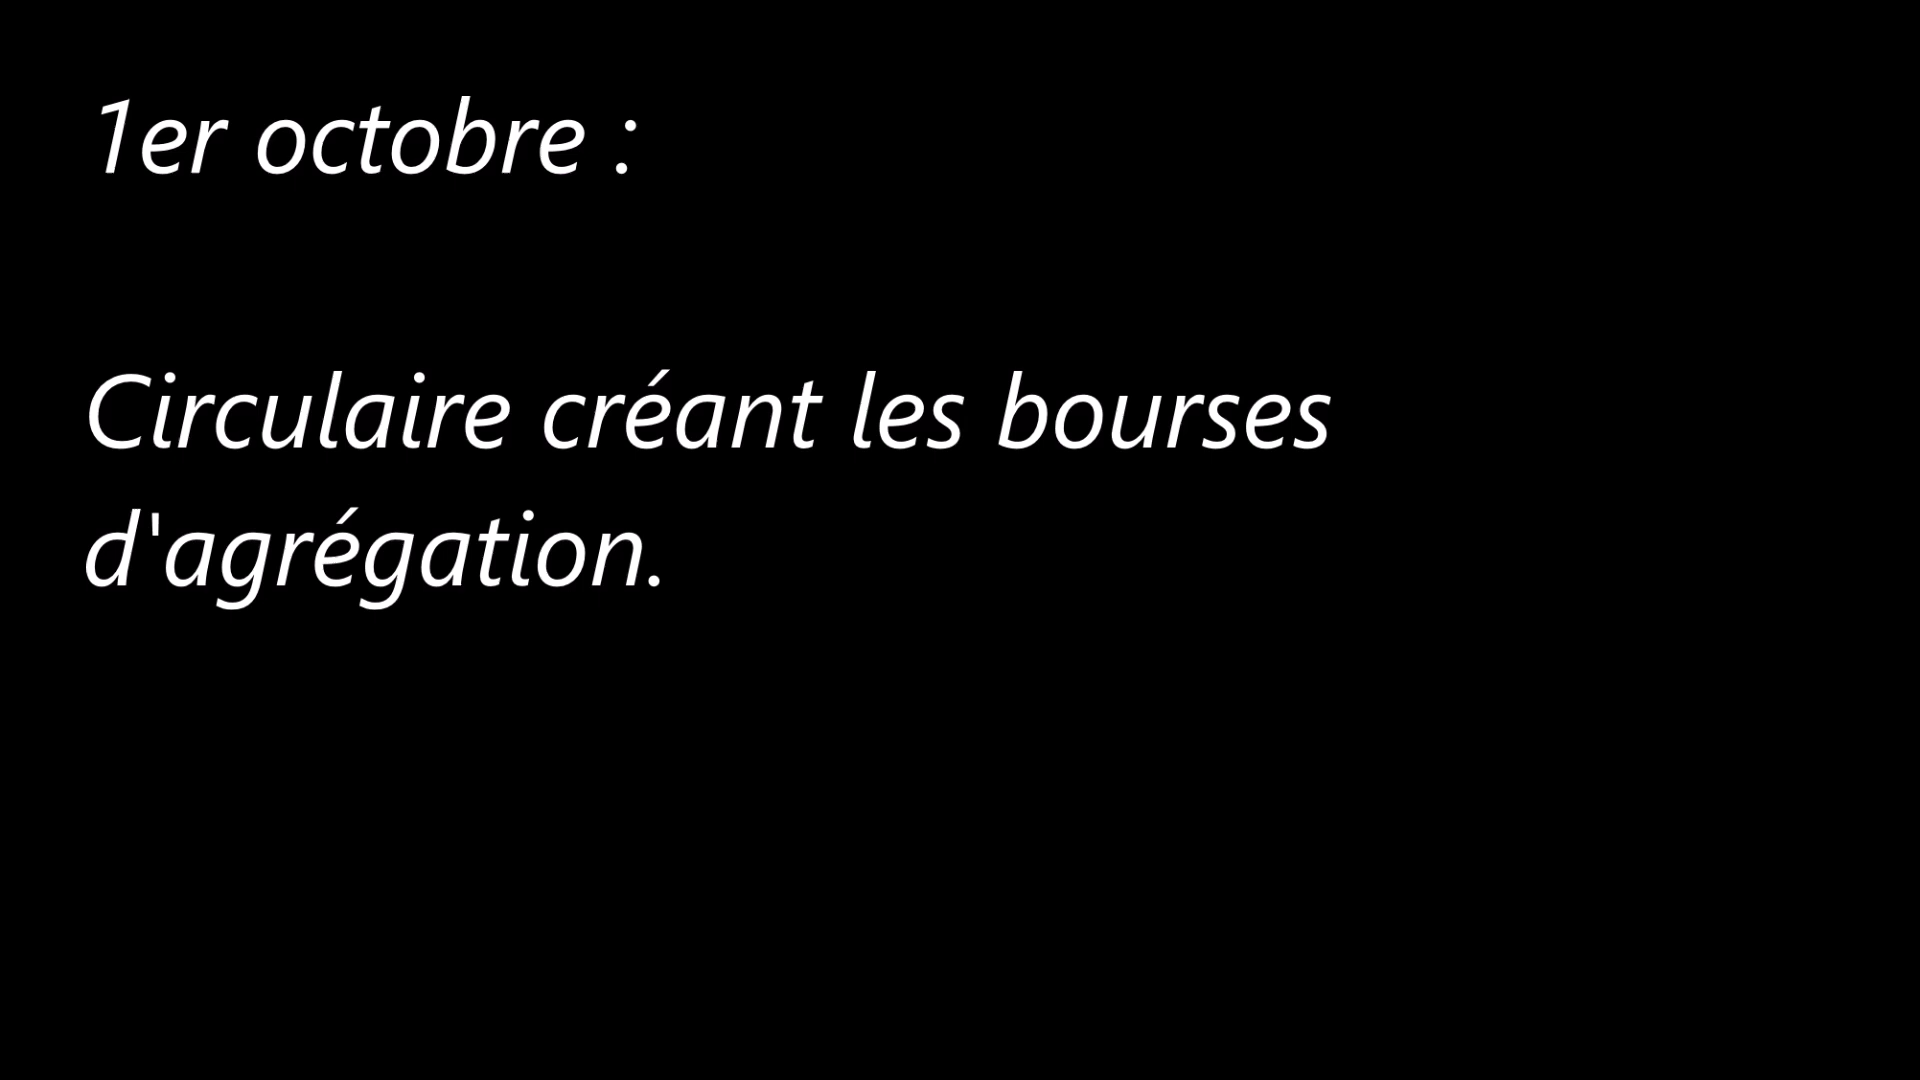 1er octobre :
Circulaire créant les bourses
d'agrégation.